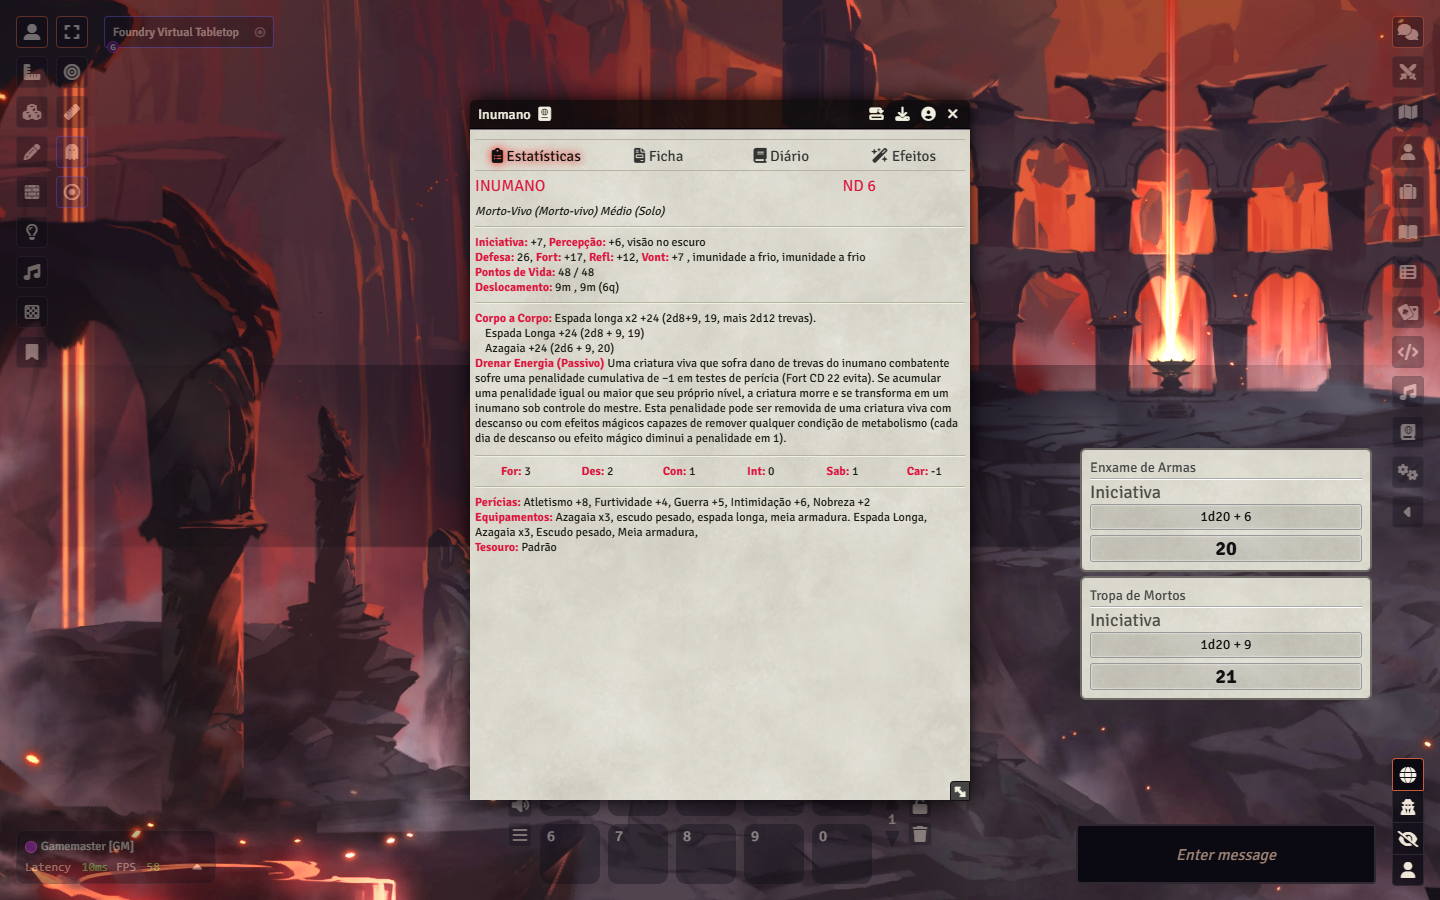 Foundry Virtual Tabletop
G
Inumano
Estatísticas
Ficha
Diário
Efeitos
INUMANO
ND 6
Morto-Vivo (Morto-vivo) Médio (Solo)
Iniciativa: +7, Percepção: +6, visão no escuro
Defesa: 26, Fort: +17, Refl: +12, Vont: +7 , imunidade a frio, imunidade a frio
Pontos de Vida: 48 / 48
Deslocamento: 9m , 9m (6q)
Corpo a Corpo: Espada longa x2 +24 (2d8+9, 19, mais 2d12 trevas).
Espada Longa +24 (2d8 + 9, 19)
Azagaia +24 (2d6 + 9, 20)
Drenar Energia (Passivo) Uma criatura viva que sofra dano de trevas do inumano combatente
sofre uma penalidade cumulativa de −1 em testes de perícia (Fort CD 22 evita). Se acumular
uma penalidade igual ou maior que seu próprio nível, a criatura morre e se transforma em um
inumano sob controle do mestre. Esta penalidade pode ser removida de uma criatura viva com
descanso ou com efeitos mágicos capazes de remover qualquer condição de metabolismo (cada
dia de descanso ou efeito mágico diminui a penalidade em 1).
For: 3
Des: 2
Con: 1
Int: 0
Sab: 1
Car: -1
Perícias: Atletismo +8, Furtividade +4, Guerra +5, Intimidação +6, Nobreza +2
Equipamentos: Azagaia x3, escudo pesado, espada longa, meia armadura. Espada Longa,
Azagaia x3, Escudo pesado, Meia armadura,
Tesouro: Padrão
Enxame de Armas
Iniciativa
1d20 + 6
20
Tropa de Mortos
Iniciativa
1d20 + 9
21
6
7
8
9
0
1
Gamemaster [GM]
Latency 10ms FPS 58
Enter message